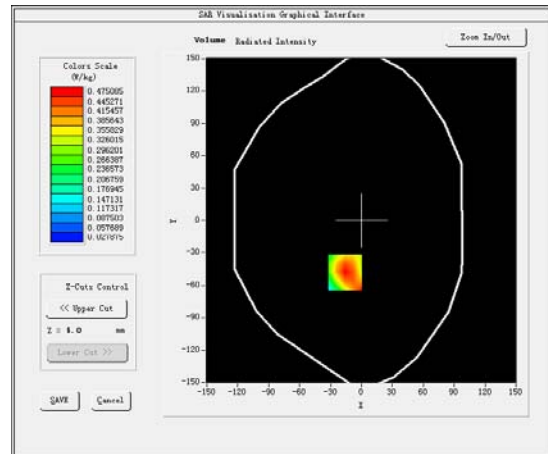 SAR Visualisation Graphical Interface
Volume Radiated Intensity
Zoom In/Out
Colors Scale
(W/kg)
0.475085
0.445271
0.415457
0.385643
0.355829
0.326015
0.296201
0.266387
0.236573
0.206759
0.176945
0.147131
0.117317
0.087503
0.057689
0.027875
Z-Cuts Control
<< Upper Cut
Z = 4.0 mm
Lower Cut >>
SAVE Cancel
150
120
90
60
30
0
-30
-60
-90
-120
-150
Y
-150 -120 -90 -60 -30 0 30 60 90 120 150
X